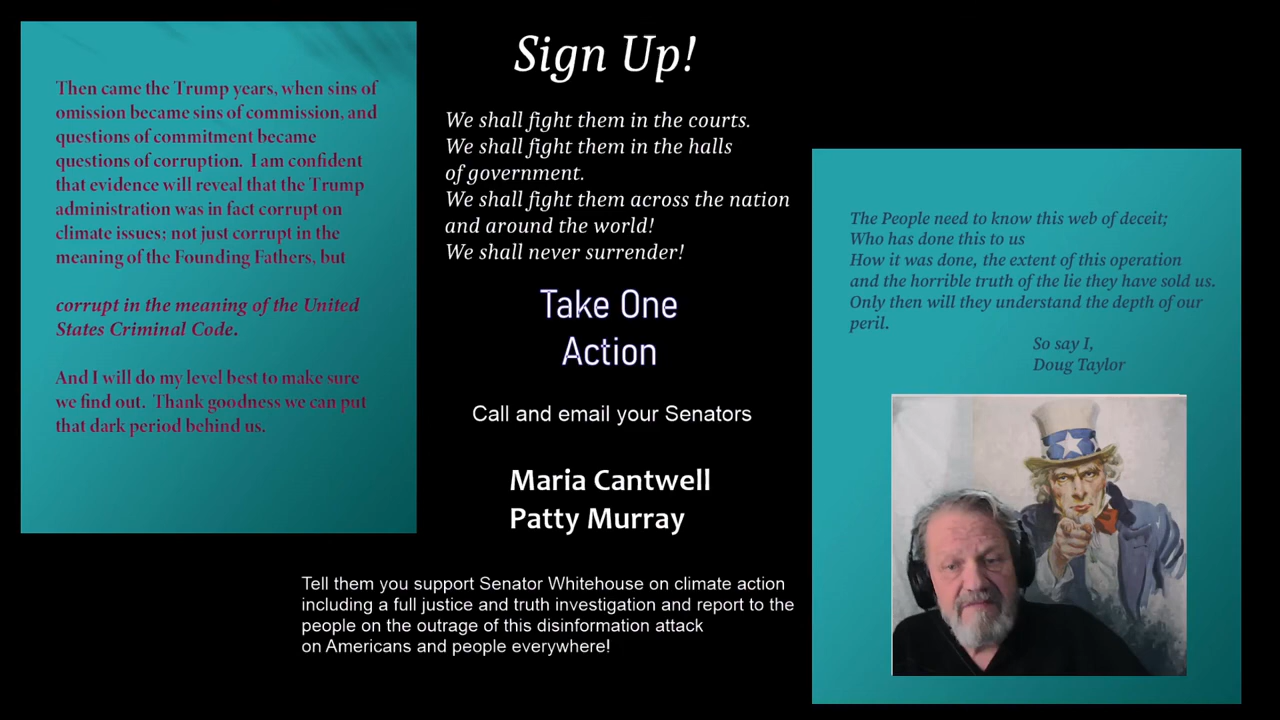 Then came the Trump years, when sins of
omission became sins of commission, and
questions of commitment became
questions of corruption. I am confident
that evidence will reveal that the Trump
administration was in fact corrupt on
climate issues; not just corrupt in the
meaning of the Founding Fathers, but
corrupt in the meaning of the United
States Criminal Code.
And I will do my level best to make sure
we find out. Thank goodness we can put
that dark period behind us.
Sign Up!
We shall fight them in the courts.
We shall fight them in the halls
of government.
We shall fight them across the nation
and around the world!
We shall never surrender!
Take One
Action
Call and email your Senators
Maria Cantwell
Patty Murray
Tell them you support Senator Whitehouse on climate action
including a full justice and truth investigation and report to the
people on the outrage of this disinformation attack
on Americans and people everywhere!
The People need to know this web of deceit;
Who has done this to us
How it was done, the extent of this operation
and the horrible truth of the lie they have sold us.
Only then will they understand the depth of our
peril.
So say I,
Doug Taylor